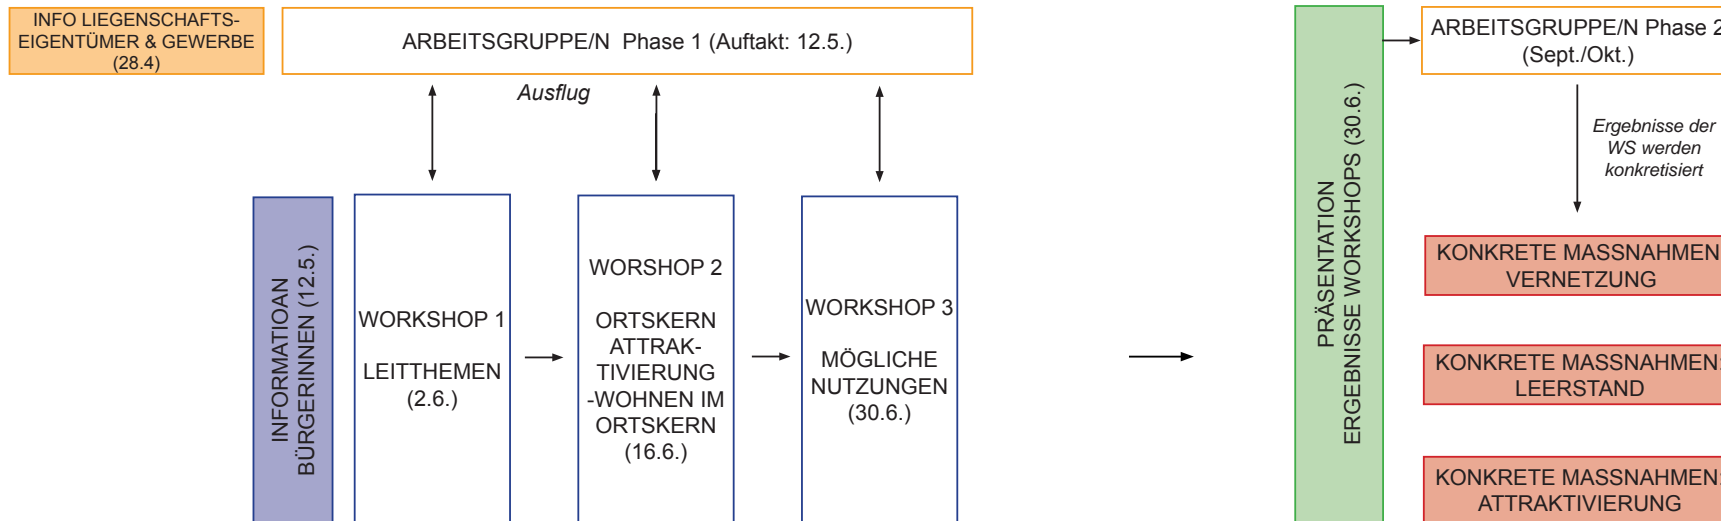 INFO LIEGENSCHAFTS-
EIGENTÜMER & GEWERBE
(28.4)
ARBEITSGRUPPE/N Phase 1 (Auftakt: 12.5.)
Ausflug
INFORMATIOAN
BÜRGERINNEN (12.5.)
WORKSHOP 1
LEITTHEMEN
(2.6.)
WORSHOP 2
ORTSKERN
ATTRAK-
TIVIERUNG
-WOHNEN IM
ORTSKERN
(16.6.)
WORKSHOP 3
MÖGLICHE
NUTZUNGEN
(30.6.)
PRÄSENTATION
ERGEBNISSE WORKSHOPS (30.6.)
ARBEITSGRUPPE/N Phase 2
(Sept./Okt.)
Ergebnisse der
WS werden
konkretisiert
KONKRETE MASSNAHMEN
VERNETZUNG
KONKRETE MASSNAHMEN:
LEERSTAND
KONKRETE MASSNAHMEN:
ATTRAKTIVIERUNG